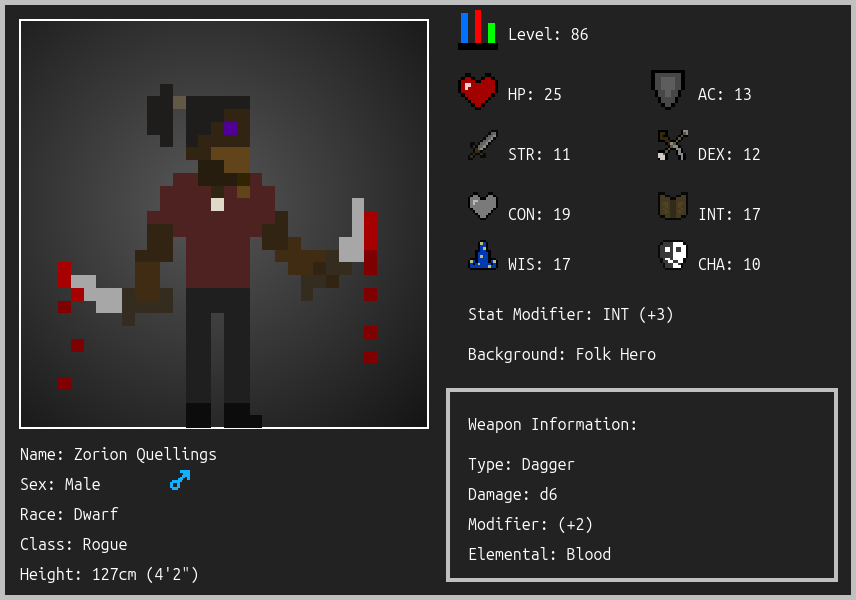 Level: 86
HP: 25
AC: 13
STR: 11
DEX: 12
CON: 19
INT: 17
WIS: 17
CHA: 10
Stat Modifier: INT (+3)
Background: Folk Hero
Weapon Information:
Type: Dagger
Damage: d6
Modifier: (+2)
Elemental: Blood
Name: Zorion Quellings
Sex: Male
Race: Dwarf
Class: Rogue
Height: 127cm (4'2")